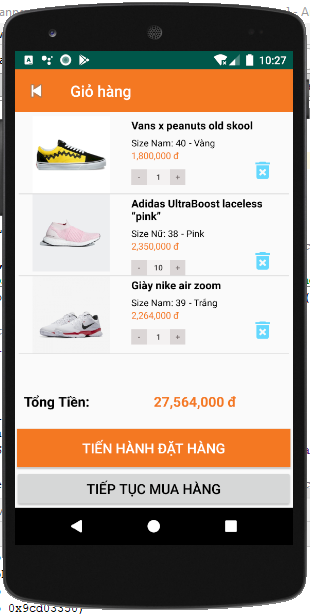 10:27
Giỏ hàng
Vans x peanuts old skool
Size Nam: 40 - Vàng
1,800,000 đ
- 1 +
Adidas UltraBoost laceless
“pink”
Size Nữ: 38 - Pink
2,350,000 đ
- 10 +
Giày nike air zoom
Size Nam: 39 - Trắng
2,264,000 đ
- 1 +
Tổng Tiền: 27,564,000 đ
TIẾN HÀNH ĐẶT HÀNG
TIẾP TỤC MUA HÀNG